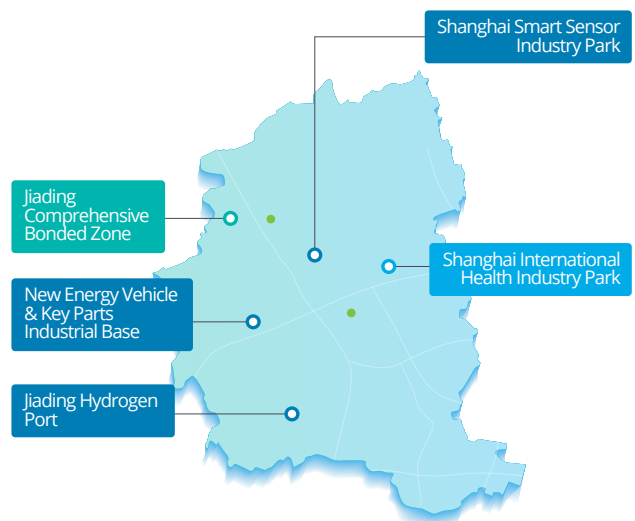 Shanghai Smart Sensor
Industry Park
Jiading
Comprehensive
Bonded Zone
Shanghai International
Health Industry Park
New Energy Vehicle
& Key Parts
Industrial Base
Jiading Hydrogen
Port